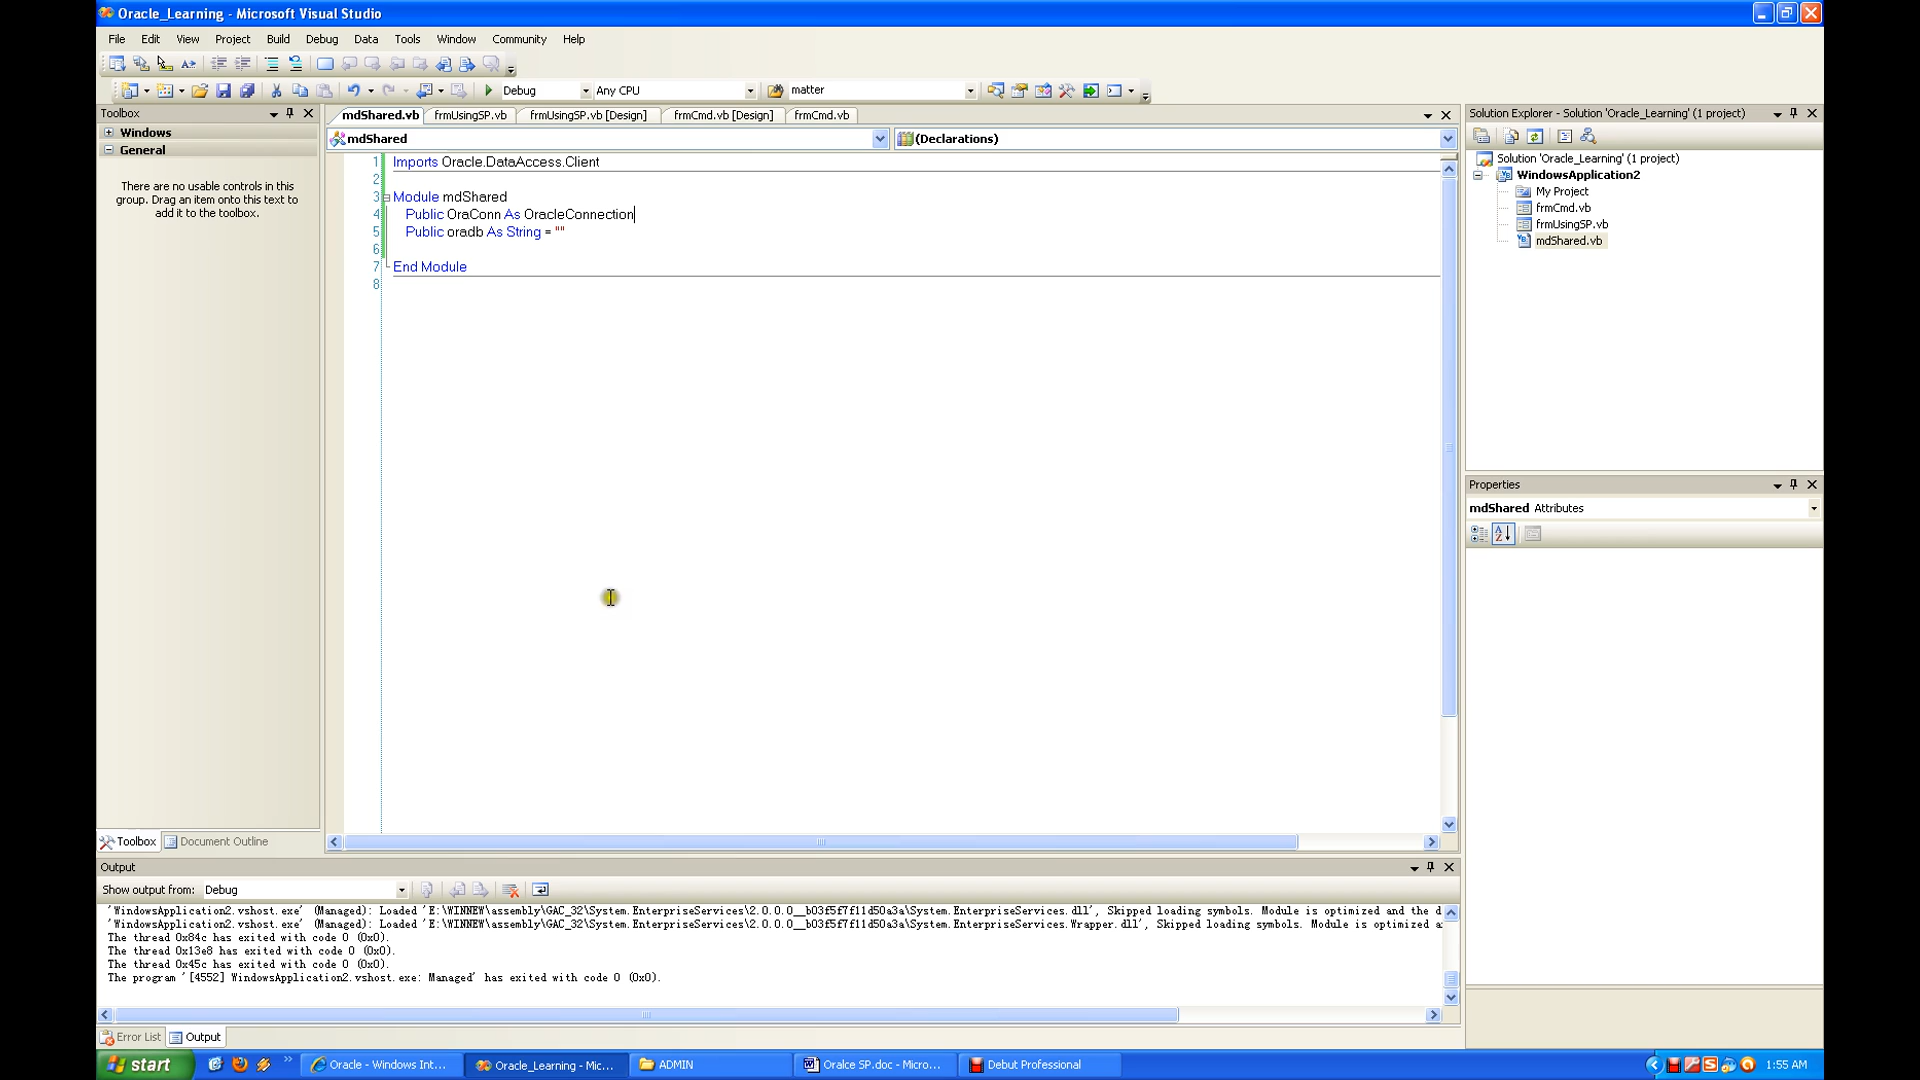 Oracle_Learning - Microsoft Visual Studio
File Edit View Project Build Debug Data Tools Window Community Help
Debug Any CPU matter
Toolbox
Windows
General
There are no usable controls in this
group. Drag an item onto this text to
add it to the toolbox.
Toolbox Document Outline
mdShared.vb frmUsingSP.vb frmUsingSP.vb [Design] frmCmd.vb [Design] frmCmd.vb
mdShared (Declarations)
1 Imports Oracle.DataAccess.Client
2
3 Module mdShared
4 Public OraConn As OracleConnection
5 Public oradb As String = ""
6
7 End Module
8
Solution Explorer - Solution 'Oracle_Learning' (1 project)
Solution 'Oracle_Learning' (1 project)
WindowsApplication2
My Project
frmCmd.vb
frmUsingSP.vb
mdShared.vb
Properties
mdShared Attributes
Output
Show output from: Debug
'WindowsApplication2.vshost.exe' (Managed): Loaded 'E:\WINNEW\assembly\GAC_32\System.EnterpriseServices\2.0.0.0__b03f5f7f11d50a3a\System.EnterpriseServices.dll', Skipped loading symbols. Module is optimized and the d
'WindowsApplication2.vshost.exe' (Managed): Loaded 'E:\WINNEW\assembly\GAC_32\System.EnterpriseServices\2.0.0.0__b03f5f7f11d50a3a\System.EnterpriseServices.Wrapper.dll', Skipped loading symbols. Module is optimized a
The thread 0x84c has exited with code 0 (0x0).
The thread 0x13e8 has exited with code 0 (0x0).
The thread 0x45c has exited with code 0 (0x0).
The program '[4552] WindowsApplication2.vshost.exe: Managed' has exited with code 0 (0x0).
Error List Output
start Oracle - Windows Int... Oracle_Learning - Mic... ADMIN Oralce SP.doc - Micro... Debut Professional 1:55 AM